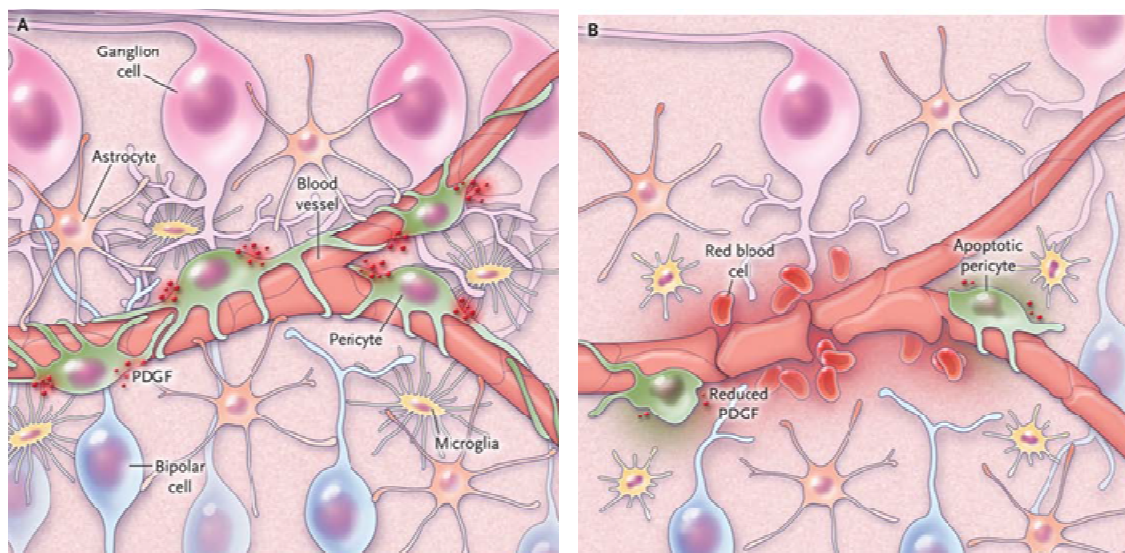 A
Ganglion
cell
Astrocyte
Blood
vessel
Pericyte
PDGF
Microglia
Bipolar
cell
B
Red blood
cell
Apoptotic
pericyte
Reduced
PDGF